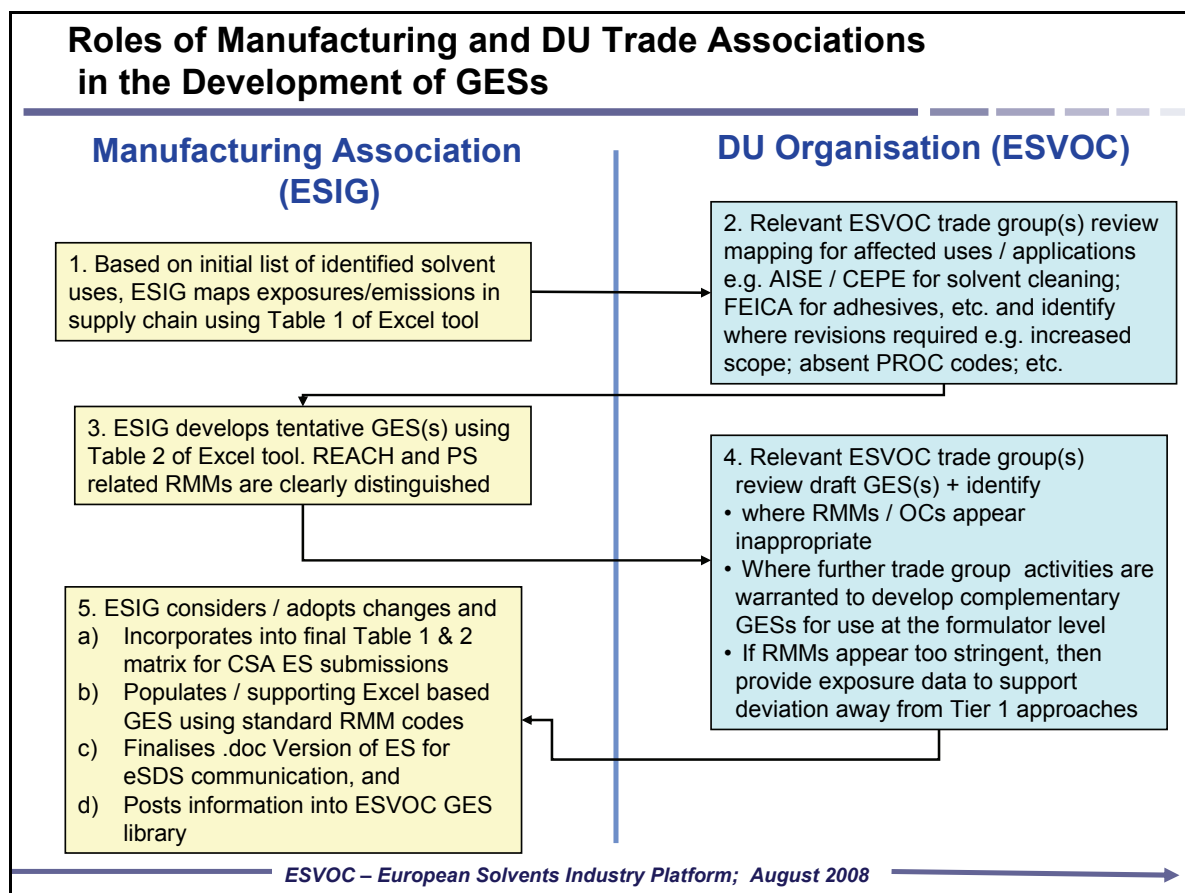 Roles of Manufacturing and DU Trade Associations
in the Development of GESs
Manufacturing Association
(ESIG)
DU Organisation (ESVOC)
1. Based on initial list of identified solvent
uses, ESIG maps exposures/emissions in
supply chain using Table 1 of Excel tool
2. Relevant ESVOC trade group(s) review
mapping for affected uses / applications
e.g. AISE / CEPE for solvent cleaning;
FEICA for adhesives, etc. and identify
where revisions required e.g. increased
scope; absent PROC codes; etc.
3. ESIG develops tentative GES(s) using
Table 2 of Excel tool. REACH and PS
related RMMs are clearly distinguished
4. Relevant ESVOC trade group(s)
review draft GES(s) + identify
• where RMMs / OCs appear
inappropriate
• Where further trade group activities are
warranted to develop complementary
GESs for use at the formulator level
• If RMMs appear too stringent, then
provide exposure data to support
deviation away from Tier 1 approaches
5. ESIG considers / adopts changes and
a) Incorporates into final Table 1 & 2
matrix for CSA ES submissions
b) Populates / supporting Excel based
GES using standard RMM codes
c) Finalises .doc Version of ES for
eSDS communication, and
d) Posts information into ESVOC GES
library
ESVOC – European Solvents Industry Platform; August 2008